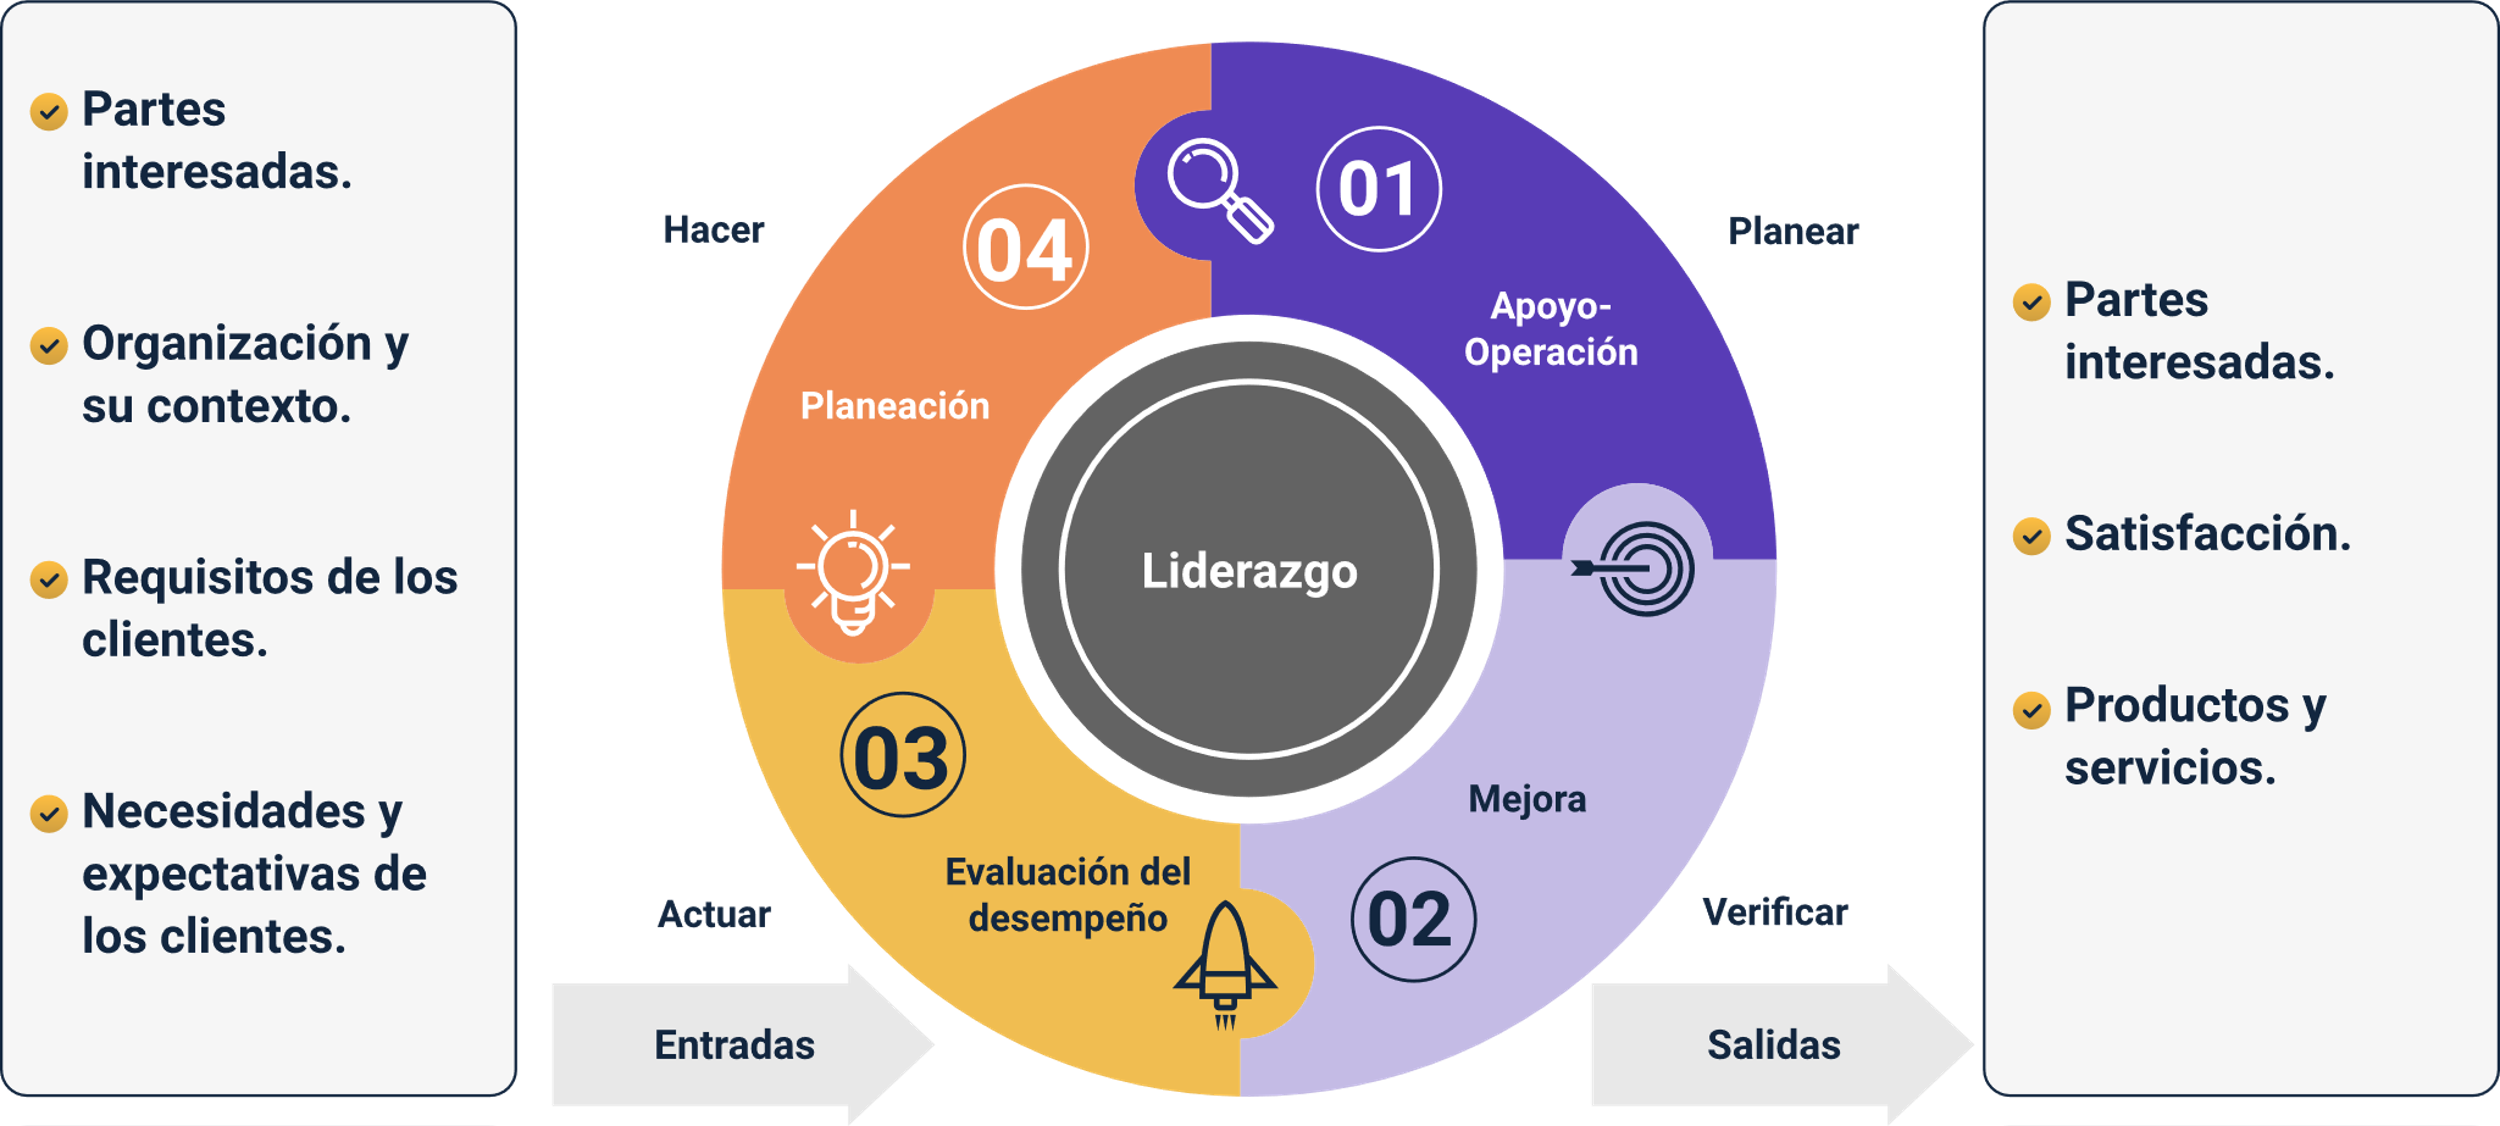 Partes
interesadas.
Organización y
su contexto.
Requisitos de los
clientes.
Necesidades y
expectativas de
los clientes.
Hacer
04
Planeación
01
Apoyo-
Operación
Planear
Liderazgo
03
Evaluación del
desempeño
Actuar
Mejora
02
Verificar
Entradas
Salidas
Partes
interesadas.
Satisfacción.
Productos y
servicios.